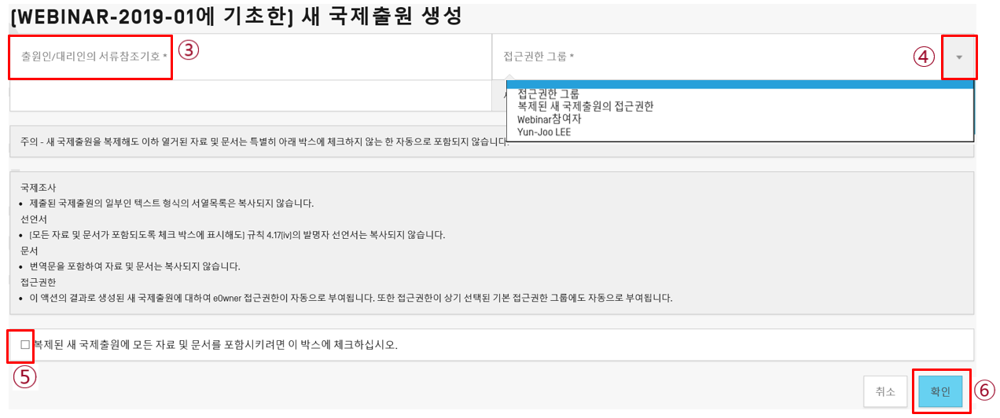 (WEBINAR-2019-01에 기초한) 새 국제출원 생성
출원인/대리인의 서류참조기호 *
③
접근권한 그룹 *
④
접근권한 그룹
복제된 새 국제출원의 접근권한
Webinar참여자
Yun-Joo LEE
주의 - 새 국제출원을 복제해도 이하 열거된 자료 및 문서는 특별히 아래 박스에 체크하지 않는 한 자동으로 포함되지 않습니다.
국제조사
• 제출된 국제출원의 일부인 텍스트 형식의 서열목록은 복사되지 않습니다.
선언서
• (모든 자료 및 문서가 포함되도록 체크 박스에 표시해도) 규칙 4.17(iv)의 발명자 선언서는 복사되지 않습니다.
문서
• 번역문을 포함하여 자료 및 문서는 복사되지 않습니다.
접근권한
• 이 액션의 결과로 생성된 새 국제출원에 대하여 eOwner 접근권한이 자동으로 부여됩니다. 또한 접근권한이 상기 선택된 기본 접근권한 그룹에도 자동으로 부여됩니다.
복제된 새 국제출원에 모든 자료 및 문서를 포함시키려면 이 박스에 체크하십시오.
⑤
취소
확인
⑥